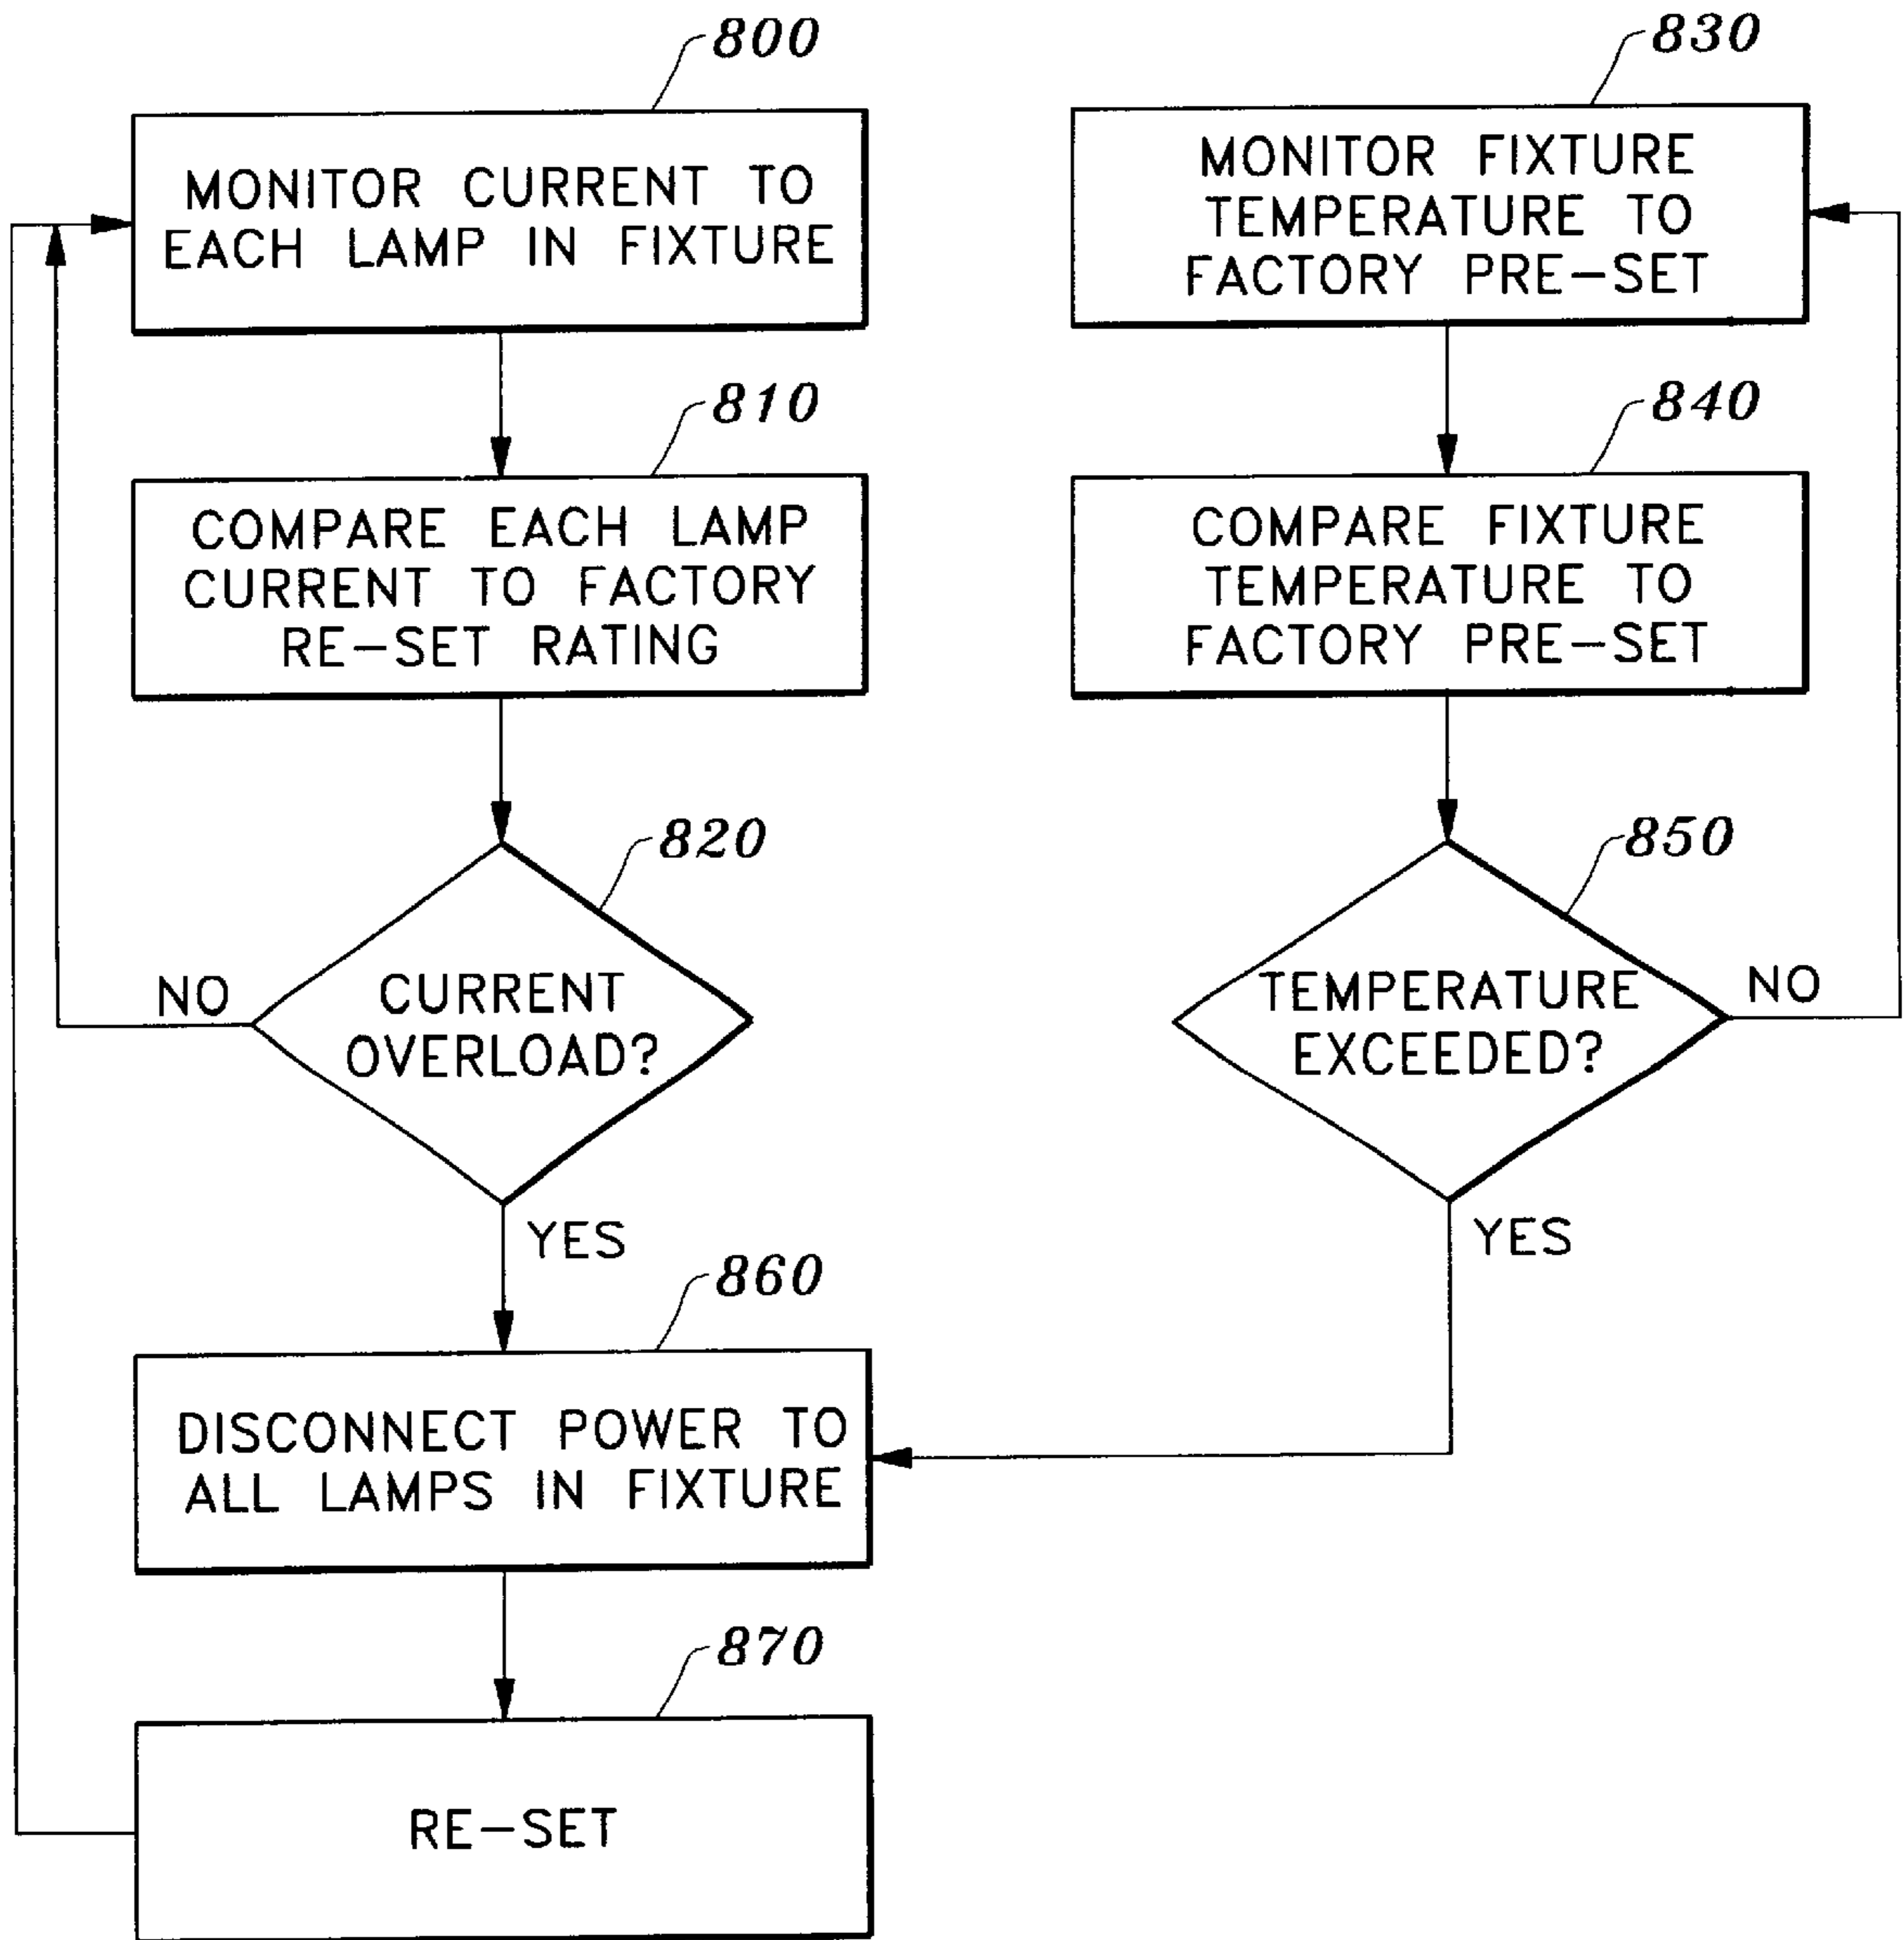 800
MONITOR CURRENT TO
EACH LAMP IN FIXTURE
810
COMPARE EACH LAMP
CURRENT TO FACTORY
RE-SET RATING
820
CURRENT
OVERLOAD?
NO
YES
830
MONITOR FIXTURE
TEMPERATURE TO
FACTORY PRE-SET
840
COMPARE FIXTURE
TEMPERATURE TO
FACTORY PRE-SET
850
TEMPERATURE
EXCEEDED?
NO
YES
860
DISCONNECT POWER TO
ALL LAMPS IN FIXTURE
870
RE-SET